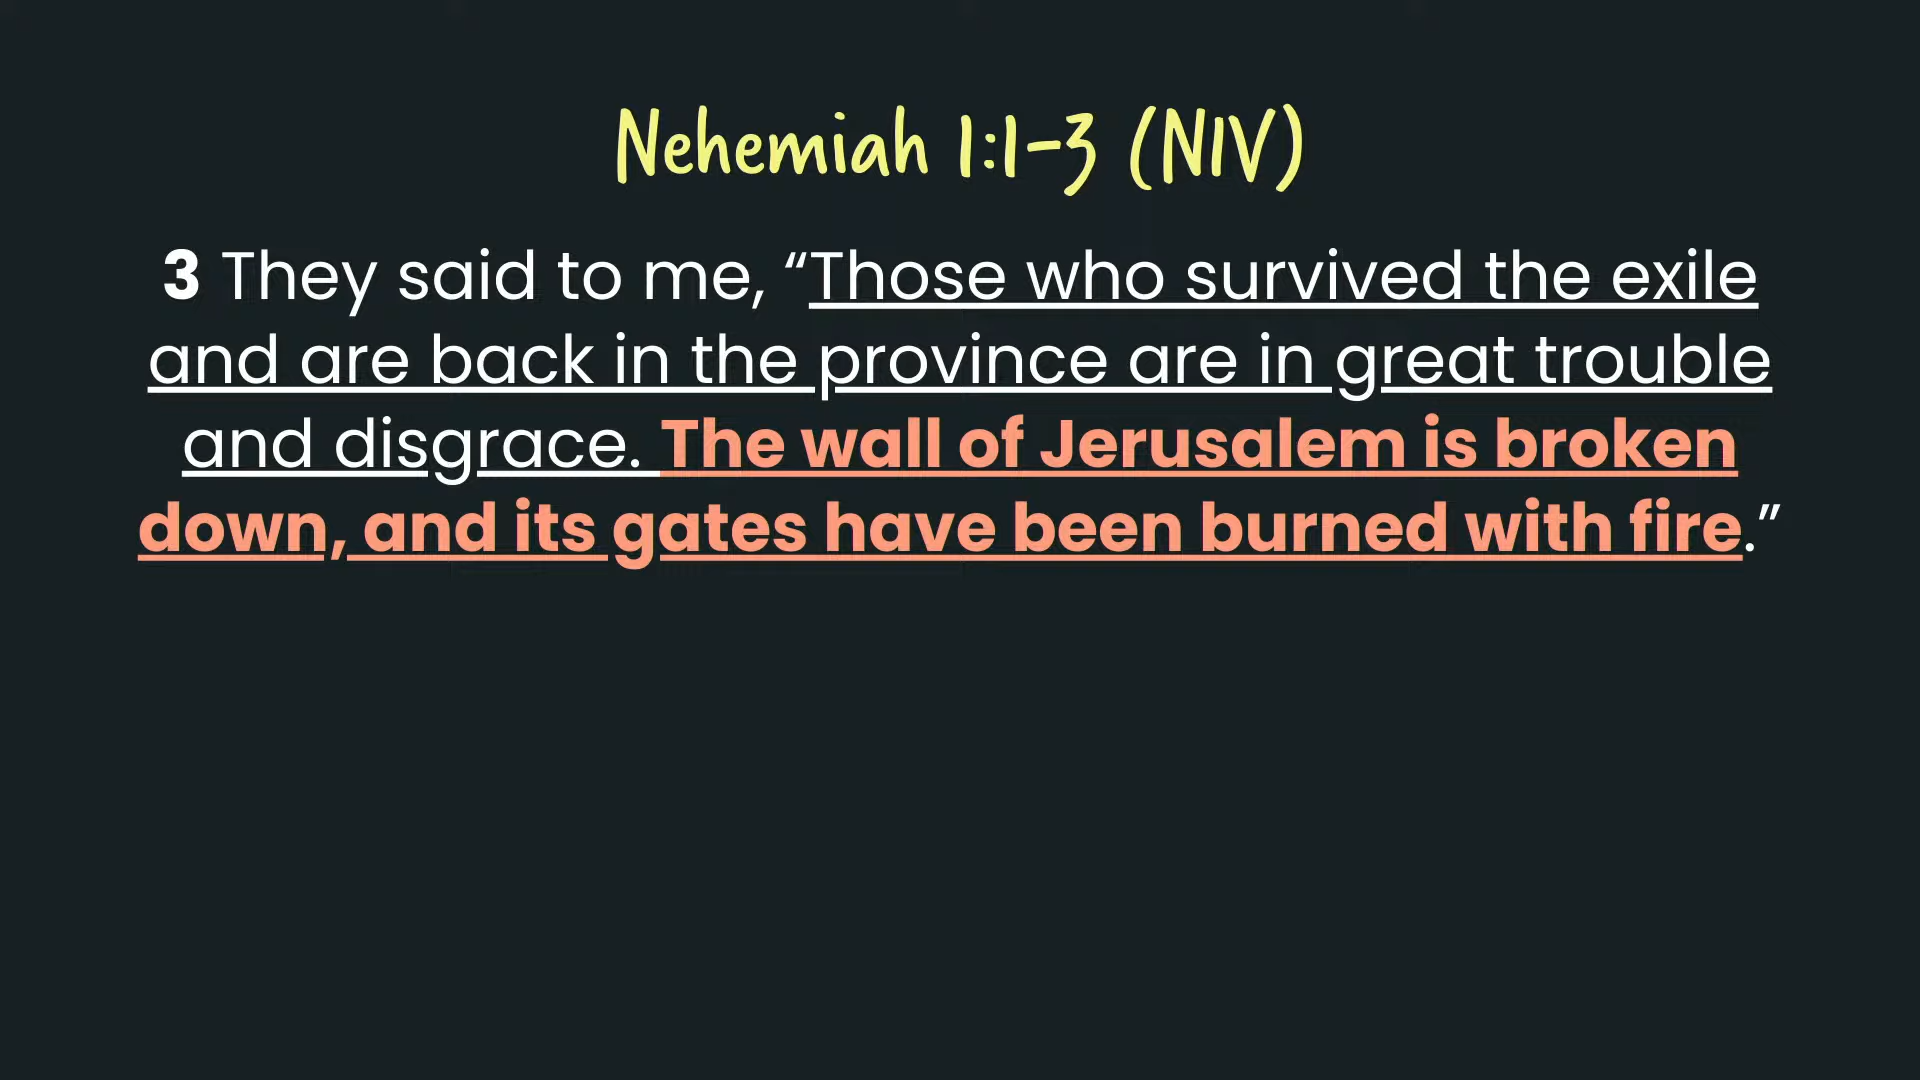 Nehemiah 1:1-3 (NIV)
3 They said to me, “Those who survived the exile
and are back in the province are in great trouble
and disgrace. The wall of Jerusalem is broken
down, and its gates have been burned with fire.”